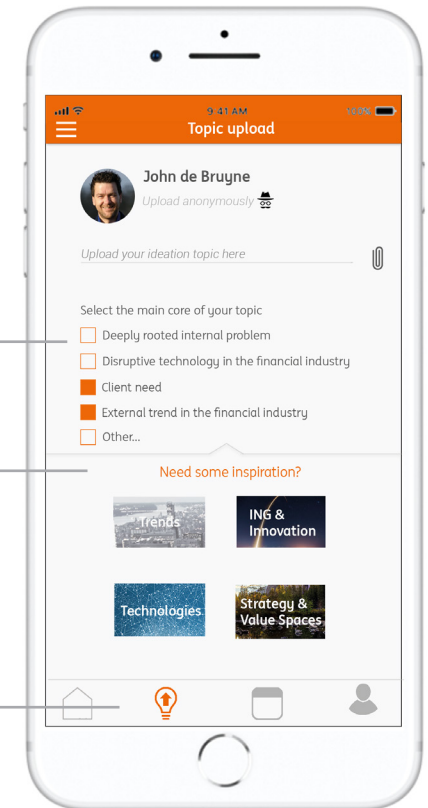 9:41 AM
100%
Topic upload
John de Bruyne
Upload anonymously
Upload your ideation topic here
Select the main core of your topic
Deeply rooted internal problem
Disruptive technology in the financial industry
Client need
External trend in the financial industry
Other...
Need some inspiration?
Trends
ING &
Innovation
Technologies
Strategy &
Value Spaces